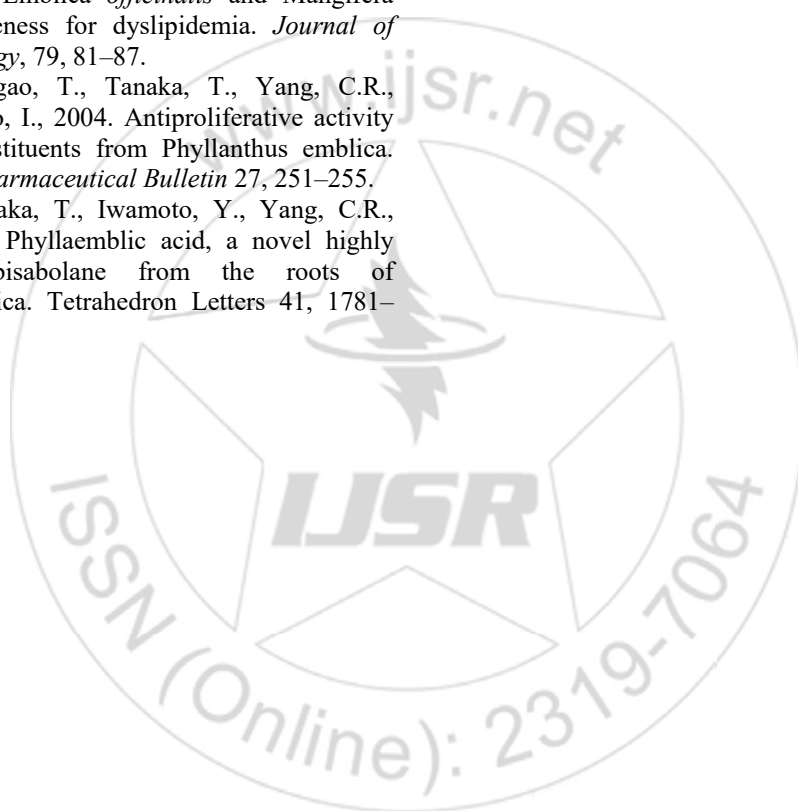 Emblica officinalis and Mangifera
eness for dyslipidemia. Journal of
gy, 79, 81–87.
gao, T., Tanaka, T., Yang, C.R.,
o, I., 2004. Antiproliferative activity
stituents from Phyllanthus emblica.
armaceutical Bulletin 27, 251–255.
aka, T., Iwamoto, Y., Yang, C.R.,
Phyllaemblic acid, a novel highly
bisabolane from the roots of
ica. Tetrahedron Letters 41, 1781–
www.ijsr.net
IJSR
ISSN (Online): 2319-7064